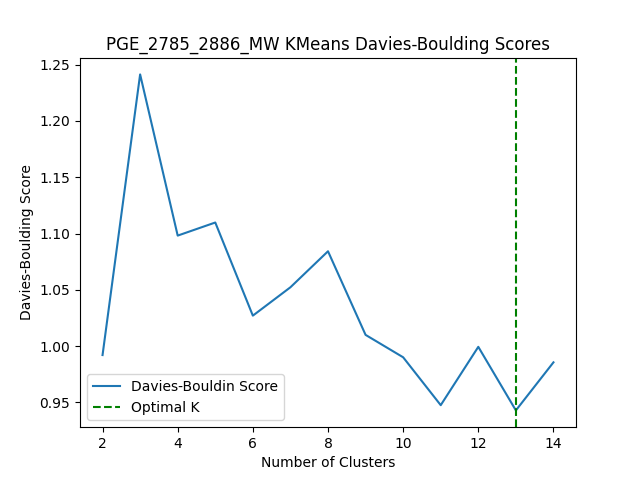 PGE_2785_2886_MW KMeans Davies-Boulding Scores
1.25
1.20
1.15
1.10
1.05
1.00
0.95
Davies-Boulding Score
Davies-Bouldin Score
Optimal K
2 4 6 8 10 12 14
Number of Clusters